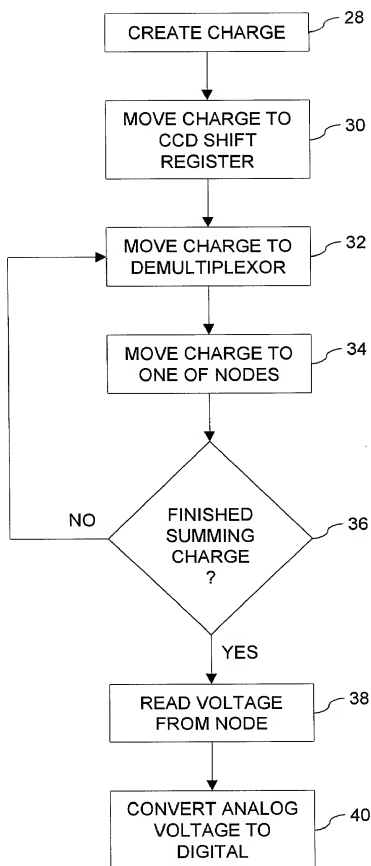 CREATE CHARGE
28
MOVE CHARGE TO
CCD SHIFT
REGISTER
30
MOVE CHARGE TO
DEMULTIPLEXOR
32
MOVE CHARGE TO
ONE OF NODES
34
FINISHED
SUMMING
CHARGE
?
36
NO
YES
READ VOLTAGE
FROM NODE
38
CONVERT ANALOG
VOLTAGE TO
DIGITAL
40